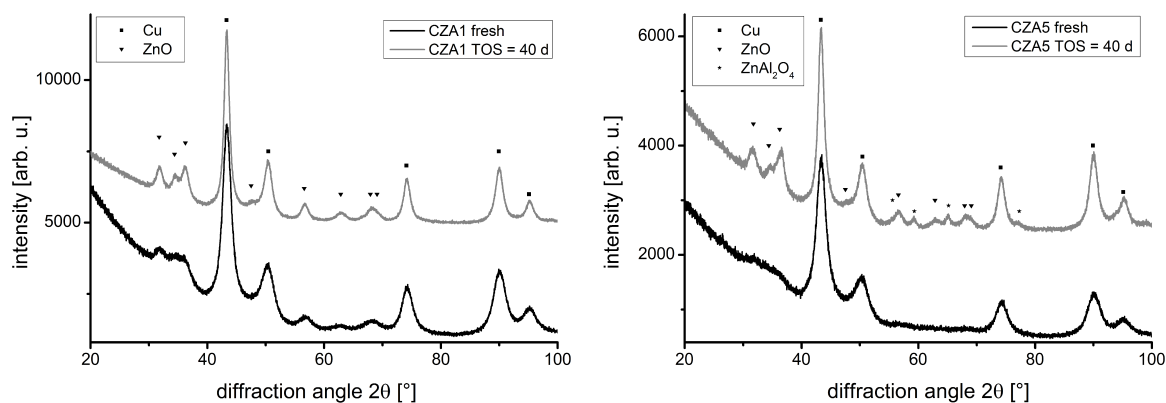 Cu
ZnO
CZA1 fresh
CZA1 TOS = 40 d
10000
5000
intensity [arb. u.]
20 40 60 80 100
diffraction angle 2θ [°]
Cu
ZnO
ZnAl₂O₄
CZA5 fresh
CZA5 TOS = 40 d
6000
4000
2000
intensity [arb. u.]
20 40 60 80 100
diffraction angle 2θ [°]